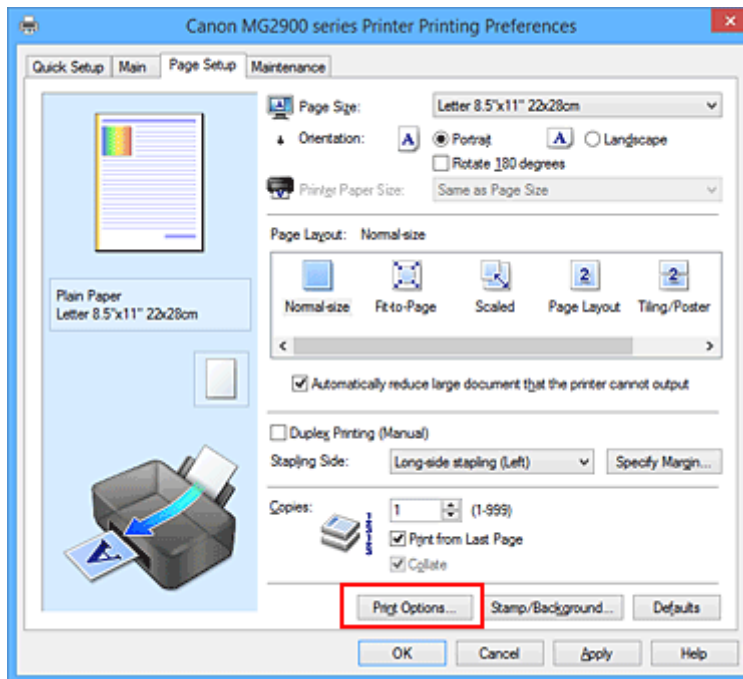 Canon MG2900 series Printer Printing Preferences
Quick Setup Main Page Setup Maintenance
Page Size: Letter 8.5"x11" 22x28cm
Orientation: A Portrait A Landscape
Rotate 180 degrees
Printer Paper Size: Same as Page Size
Page Layout: Normal-size
2 2
Normal-size Fit-to-Page Scaled Page Layout Tiling/Poster
Plain Paper
Letter 8.5"x11" 22x28cm
Automatically reduce large document that the printer cannot output
Duplex Printing (Manual)
Stapling Side: Long-side stapling (Left) Specify Margin...
Copies: 1 (1-999)
Print from Last Page
Collate
A
Print Options... Stamp/Background... Defaults
OK Cancel Apply Help